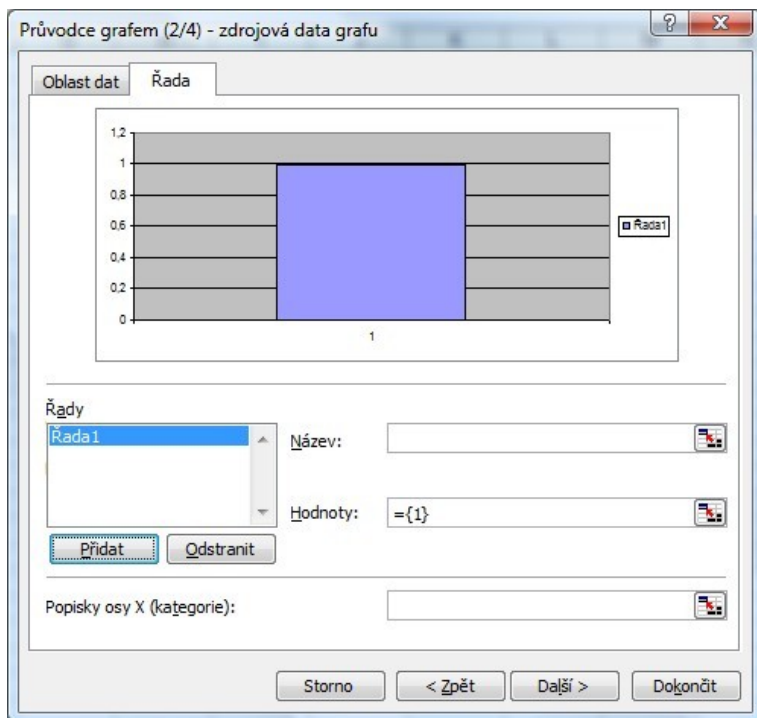 Průvodce grafem (2/4) - zdrojová data grafu
?
X
Oblast dat
Řada
1,2
1
0,8
0,6
0,4
0,2
0
1
Řada1
Řady
Řada1
Název:
Hodnoty:
={1}
Přidat
Odstranit
Popisky osy X (kategorie):
Storno
< Zpět
Další >
Dokončit